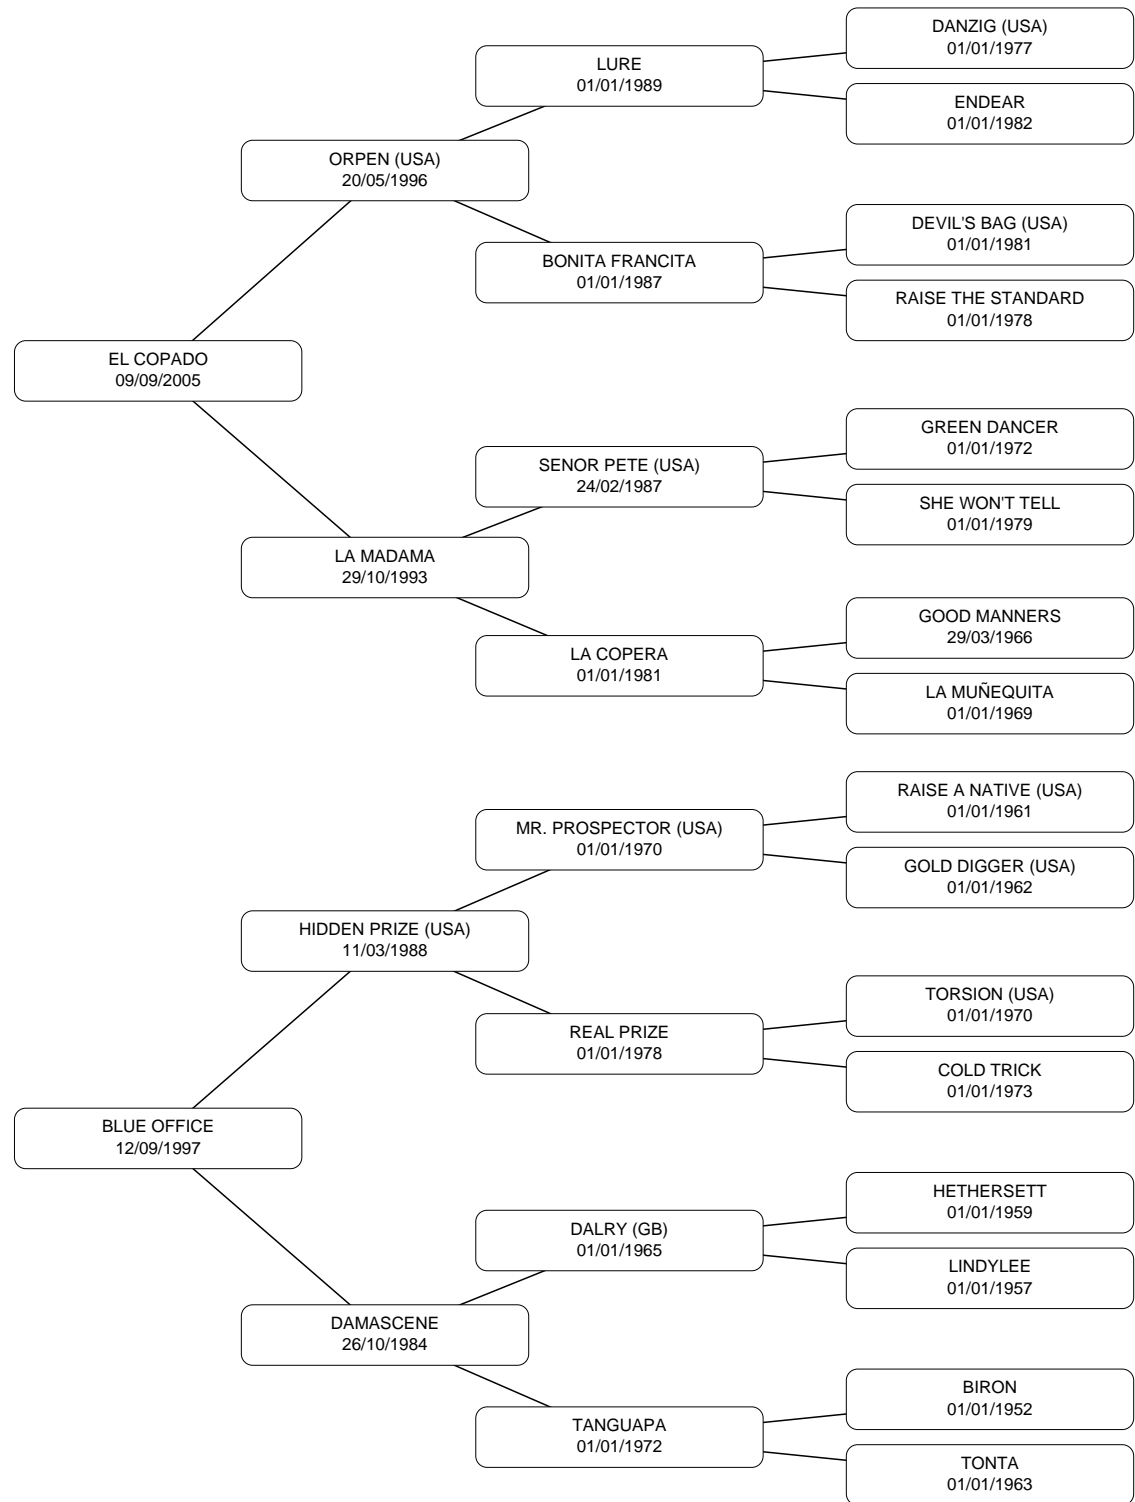 DANZIG (USA)
01/01/1977
LURE
01/01/1989
ENDEAR
01/01/1982
ORPEN (USA)
20/05/1996
DEVIL'S BAG (USA)
01/01/1981
BONITA FRANCITA
01/01/1987
RAISE THE STANDARD
01/01/1978
EL COPADO
09/09/2005
GREEN DANCER
01/01/1972
SENOR PETE (USA)
24/02/1987
SHE WON'T TELL
01/01/1979
LA MADAMA
29/10/1993
GOOD MANNERS
29/03/1966
LA COPERA
01/01/1981
LA MUÑEQUITA
01/01/1969
RAISE A NATIVE (USA)
01/01/1961
MR. PROSPECTOR (USA)
01/01/1970
GOLD DIGGER (USA)
01/01/1962
HIDDEN PRIZE (USA)
11/03/1988
TORSION (USA)
01/01/1970
REAL PRIZE
01/01/1978
COLD TRICK
01/01/1973
BLUE OFFICE
12/09/1997
HETHERSETT
01/01/1959
DALRY (GB)
01/01/1965
LINDYLEE
01/01/1957
DAMASCENE
26/10/1984
BIRON
01/01/1952
TANGUAPA
01/01/1972
TONTA
01/01/1963